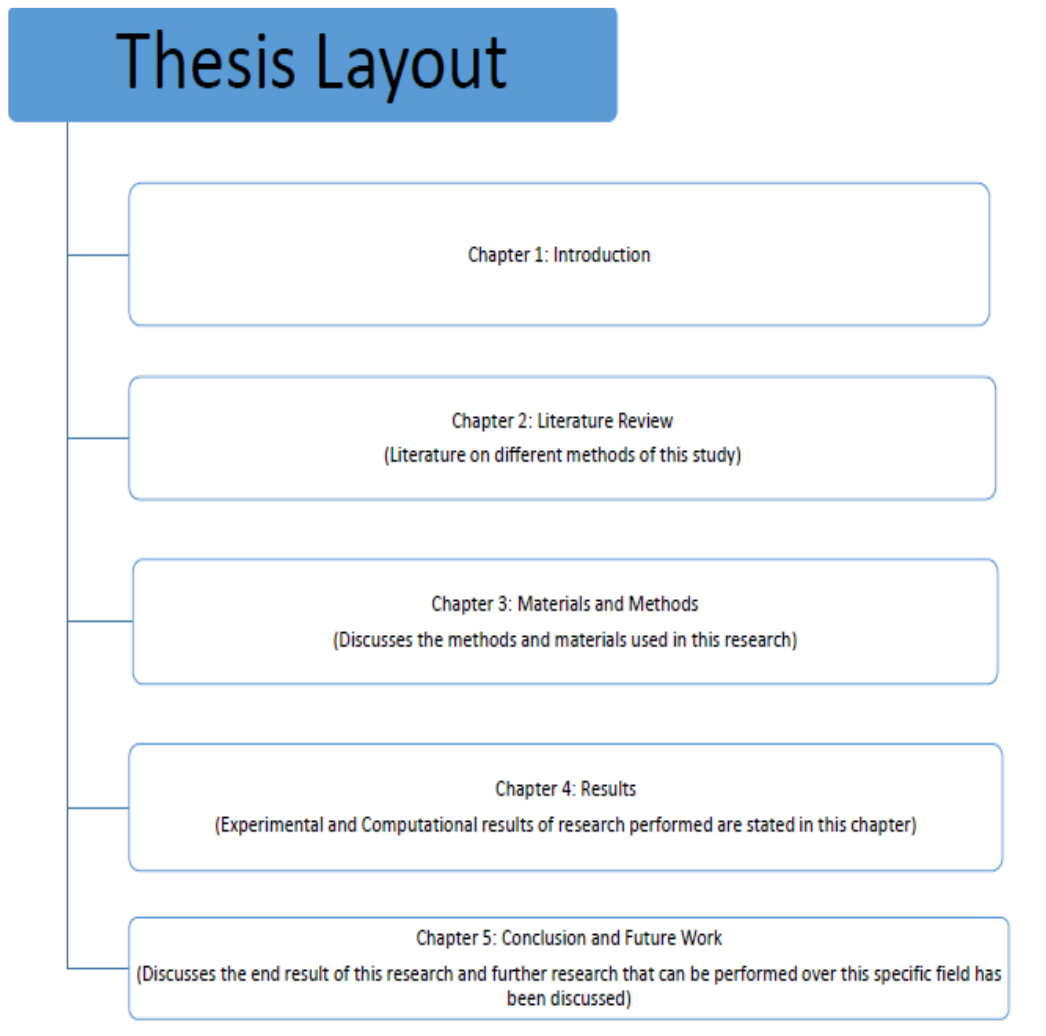 Thesis Layout
Chapter 1: Introduction
Chapter 2: Literature Review
(Literature on different methods of this study)
Chapter 3: Materials and Methods
(Discusses the methods and materials used in this research)
Chapter 4: Results
(Experimental and Computational results of research performed are stated in this chapter)
Chapter 5: Conclusion and Future Work
(Discusses the end result of this research and further research that can be performed over this specific field has
been discussed)